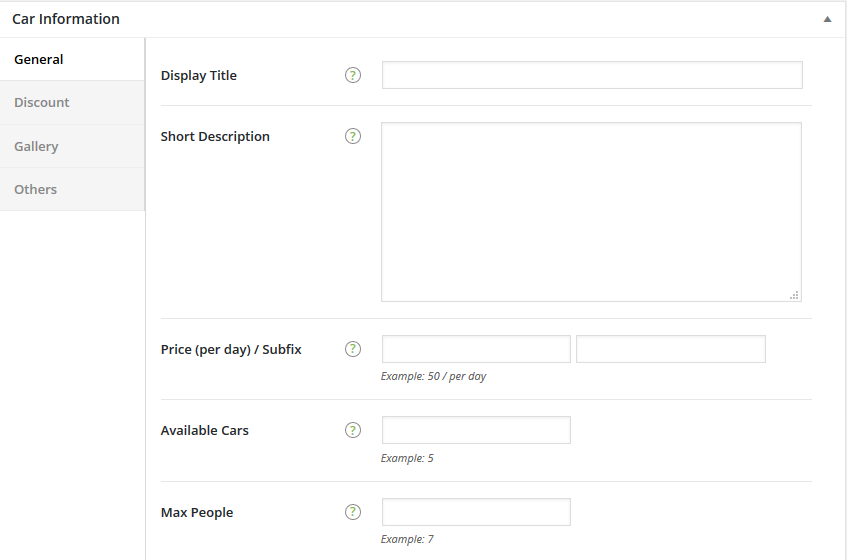 Car Information
General
Discount
Gallery
Others
Display Title ?
Short Description ?
Price (per day) / Subfix ?
Example: 50 / per day
Available Cars ?
Example: 5
Max People ?
Example: 7